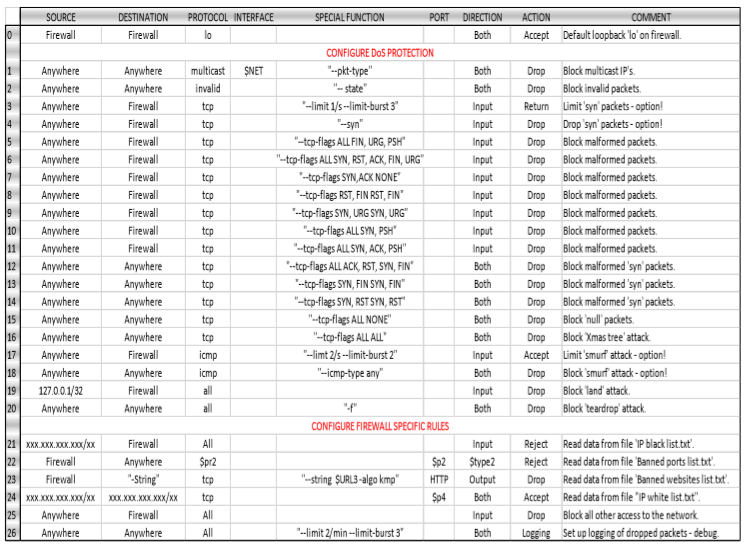 SOURCE DESTINATION PROTOCOL INTERFACE SPECIAL FUNCTION PORT DIRECTION ACTION COMMENT
0 Firewall Firewall lo Both Accept Default loopback 'lo' on firewall.
CONFIGURE DoS PROTECTION
1 Anywhere Anywhere multicast $NET "--pkt-type" Both Drop Block multicast IP's.
2 Anywhere Anywhere invalid "-- state" Both Drop Block invalid packets.
3 Anywhere Firewall tcp "--limit 1/s --limit-burst 3" Input Return Limit 'syn' packets - option!
4 Anywhere Firewall tcp "--syn" Input Drop Drop 'syn' packets - option!
5 Anywhere Firewall tcp "--tcp-flags ALL FIN, URG, PSH" Input Drop Block malformed packets.
6 Anywhere Firewall tcp "--tcp-flags ALL SYN, RST, ACK, FIN, URG" Input Drop Block malformed packets.
7 Anywhere Firewall tcp "--tcp-flags SYN,ACK NONE" Input Drop Block malformed packets.
8 Anywhere Firewall tcp "--tcp-flags RST, FIN RST, FIN" Input Drop Block malformed packets.
9 Anywhere Firewall tcp "--tcp-flags SYN, URG SYN, URG" Input Drop Block malformed packets.
10 Anywhere Firewall tcp "--tcp-flags ALL SYN, PSH" Input Drop Block malformed packets.
11 Anywhere Firewall tcp "--tcp-flags ALL SYN, ACK, PSH" Input Drop Block malformed packets.
12 Anywhere Anywhere tcp "--tcp-flags ALL ACK, RST, SYN, FIN" Both Drop Block malformed 'syn' packets.
13 Anywhere Anywhere tcp "--tcp-flags SYN, FIN SYN, FIN" Both Drop Block malformed 'syn' packets.
14 Anywhere Anywhere tcp "--tcp-flags SYN, RST SYN, RST" Both Drop Block malformed 'syn' packets.
15 Anywhere Anywhere tcp "--tcp-flags ALL NONE" Both Drop Block 'null' packets.
16 Anywhere Anywhere tcp "--tcp-flags ALL ALL" Both Drop Block 'Xmas tree' attack.
17 Anywhere Firewall icmp "--limt 2/s --limit-burst 2" Input Accept Limit 'smurf' attack - option!
18 Anywhere Anywhere icmp "--icmp-type any" Both Drop Block 'smurf' attack - option!
19 127.0.0.1/32 Firewall all Input Drop Block 'land' attack.
20 Anywhere Anywhere all "-f" Both Drop Block 'teardrop' attack.
CONFIGURE FIREWALL SPECIFIC RULES
21 xxx.xxx.xxx.xxx/xx Firewall All Input Reject Read data from file 'IP black list.txt'.
22 Firewall Anywhere $pr2 $p2 $type2 Reject Read data from file 'Banned ports list.txt'.
23 Firewall "-String" tcp "--string $URL3 -algo kmp" HTTP Output Drop Read data from file 'Banned websites list.txt'.
24 xxx.xxx.xxx.xxx/xx xxx.xxx.xxx.xxx/xx tcp $p4 Both Accept Read data from file "IP white list.txt".
25 Anywhere Firewall All Input Drop Block all other access to the network.
26 Anywhere Anywhere All "--limit 2/min --limit-burst 3" Both Logging Set up logging of dropped packets - debug.